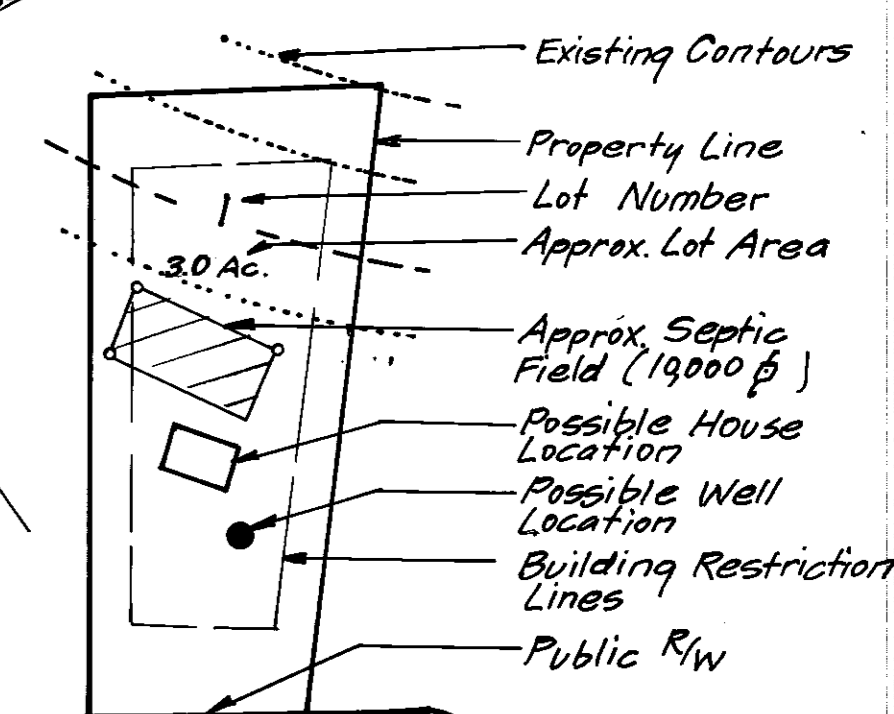 Existing Contours
Property Line
Lot Number
1
Approx. Lot Area
3.0 Ac.
Approx. Septic
Field (10,000 ⏍)
Possible House
Location
Possible Well
Location
Building Restriction
Lines
Public R/W